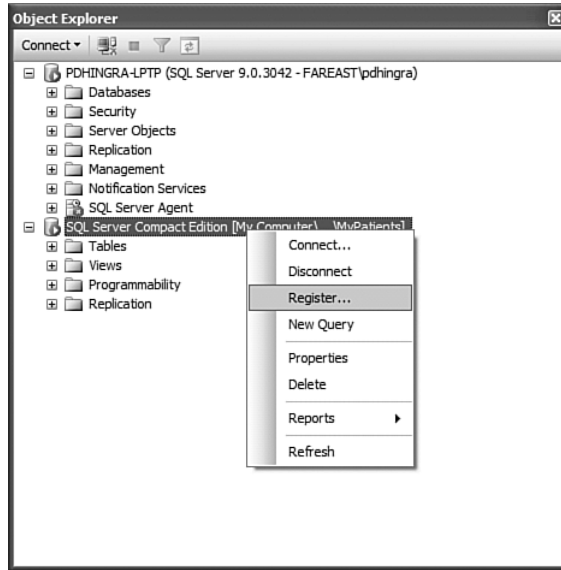 Object Explorer
Connect
PDHINGRA-LPTP (SQL Server 9.0.3042 - FAREAST\pdhingra)
Databases
Security
Server Objects
Replication
Management
Notification Services
SQL Server Agent
SQL Server Compact Edition [My Computer\...\MyPatients]
Tables
Views
Programmability
Replication
Connect...
Disconnect
Register...
New Query
Properties
Delete
Reports
Refresh